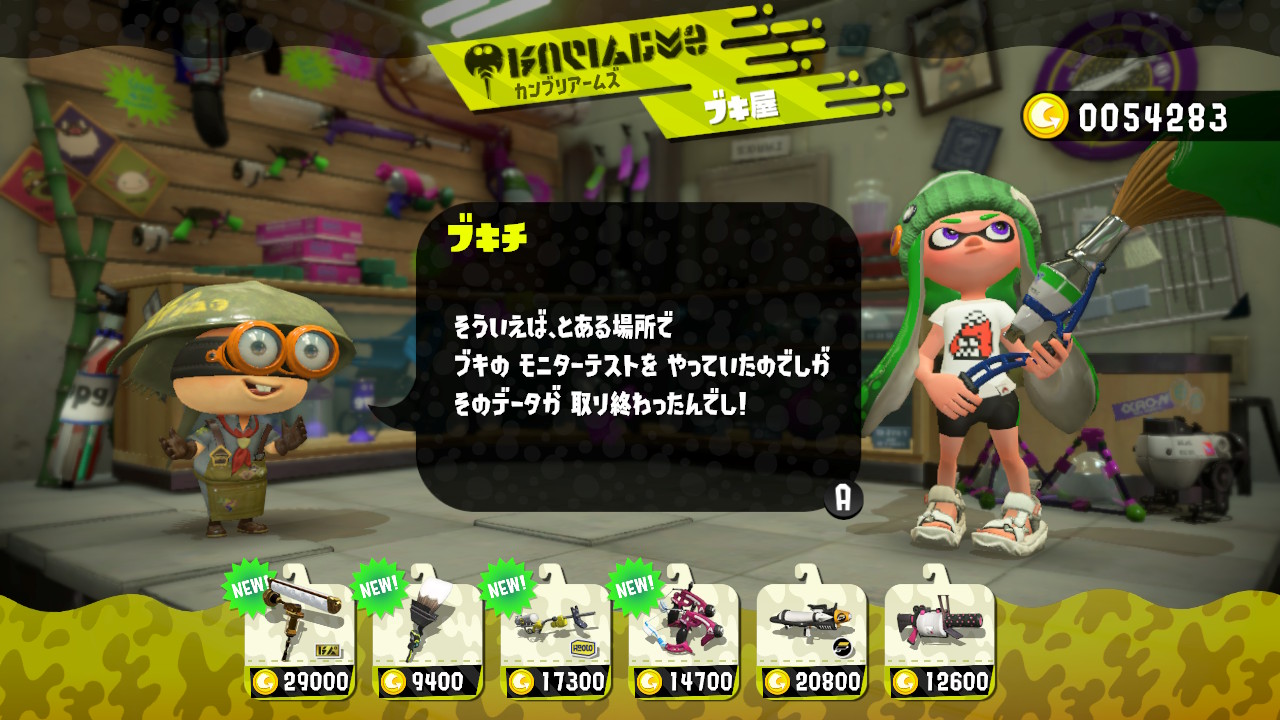 カンブリアームズ
ブキ屋
0054283
ブキチ
そういえば、とある場所で
ブキの モニターテストを やっていたのでしが
そのデータが 取り終わったんでし!
A
NEW! NEW! NEW! NEW!
29000 9400 17300 14700 20800 12600